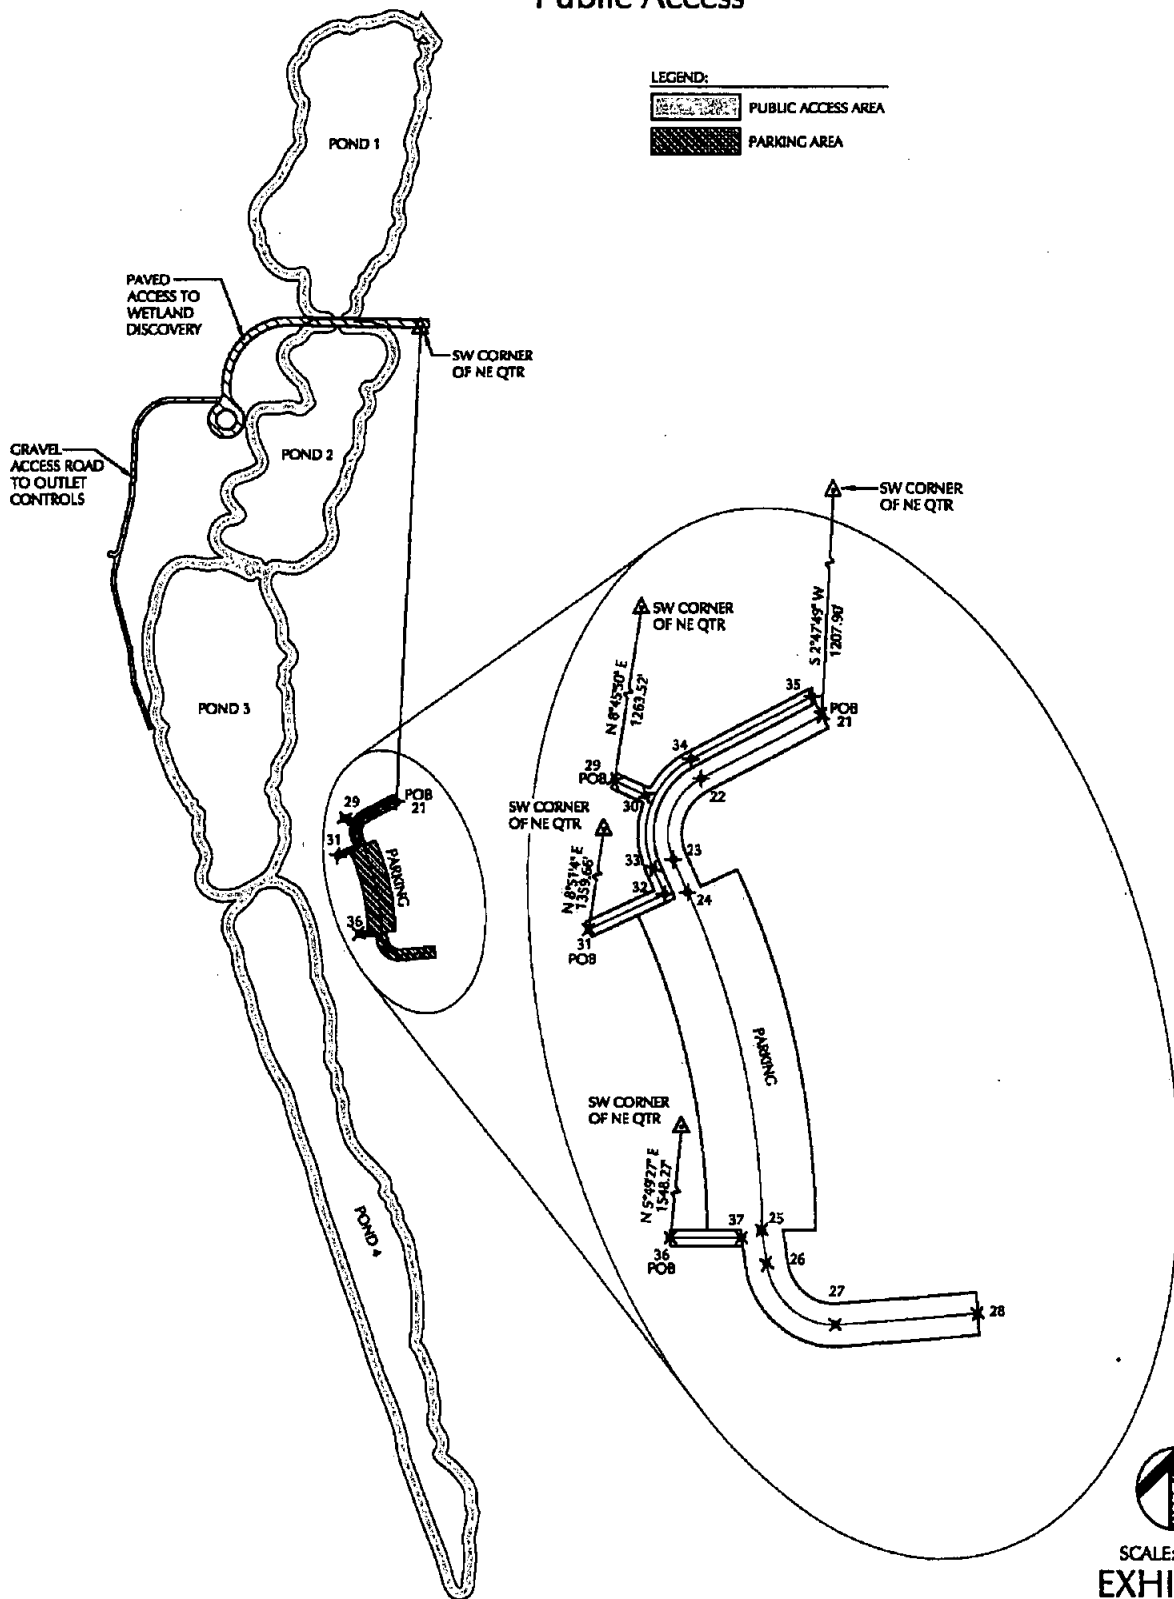 Public Access
LEGEND:
PUBLIC ACCESS AREA
PARKING AREA
POND 1
PAVED
ACCESS TO
WETLAND
DISCOVERY
SW CORNER
OF NE QTR
GRAVEL
ACCESS ROAD
TO OUTLET
CONTROLS
POND 2
SW CORNER
OF NE QTR
SW CORNER
OF NE QTR
S 2°47'49" W
1207.90'
N 8°45'50" E
1263.52'
35
POB
21
34
29
POB
30
22
POND 3
SW CORNER
OF NE QTR
N 8°51'4" E
1359.66'
33
23
32
24
31
POB
29
POB
21
31
PARKING
36
PARKING
SW CORNER
OF NE QTR
N 5°49'27" E
1548.27'
37
25
36
POB
26
27
28
POND 4
SCALE:
EXHI